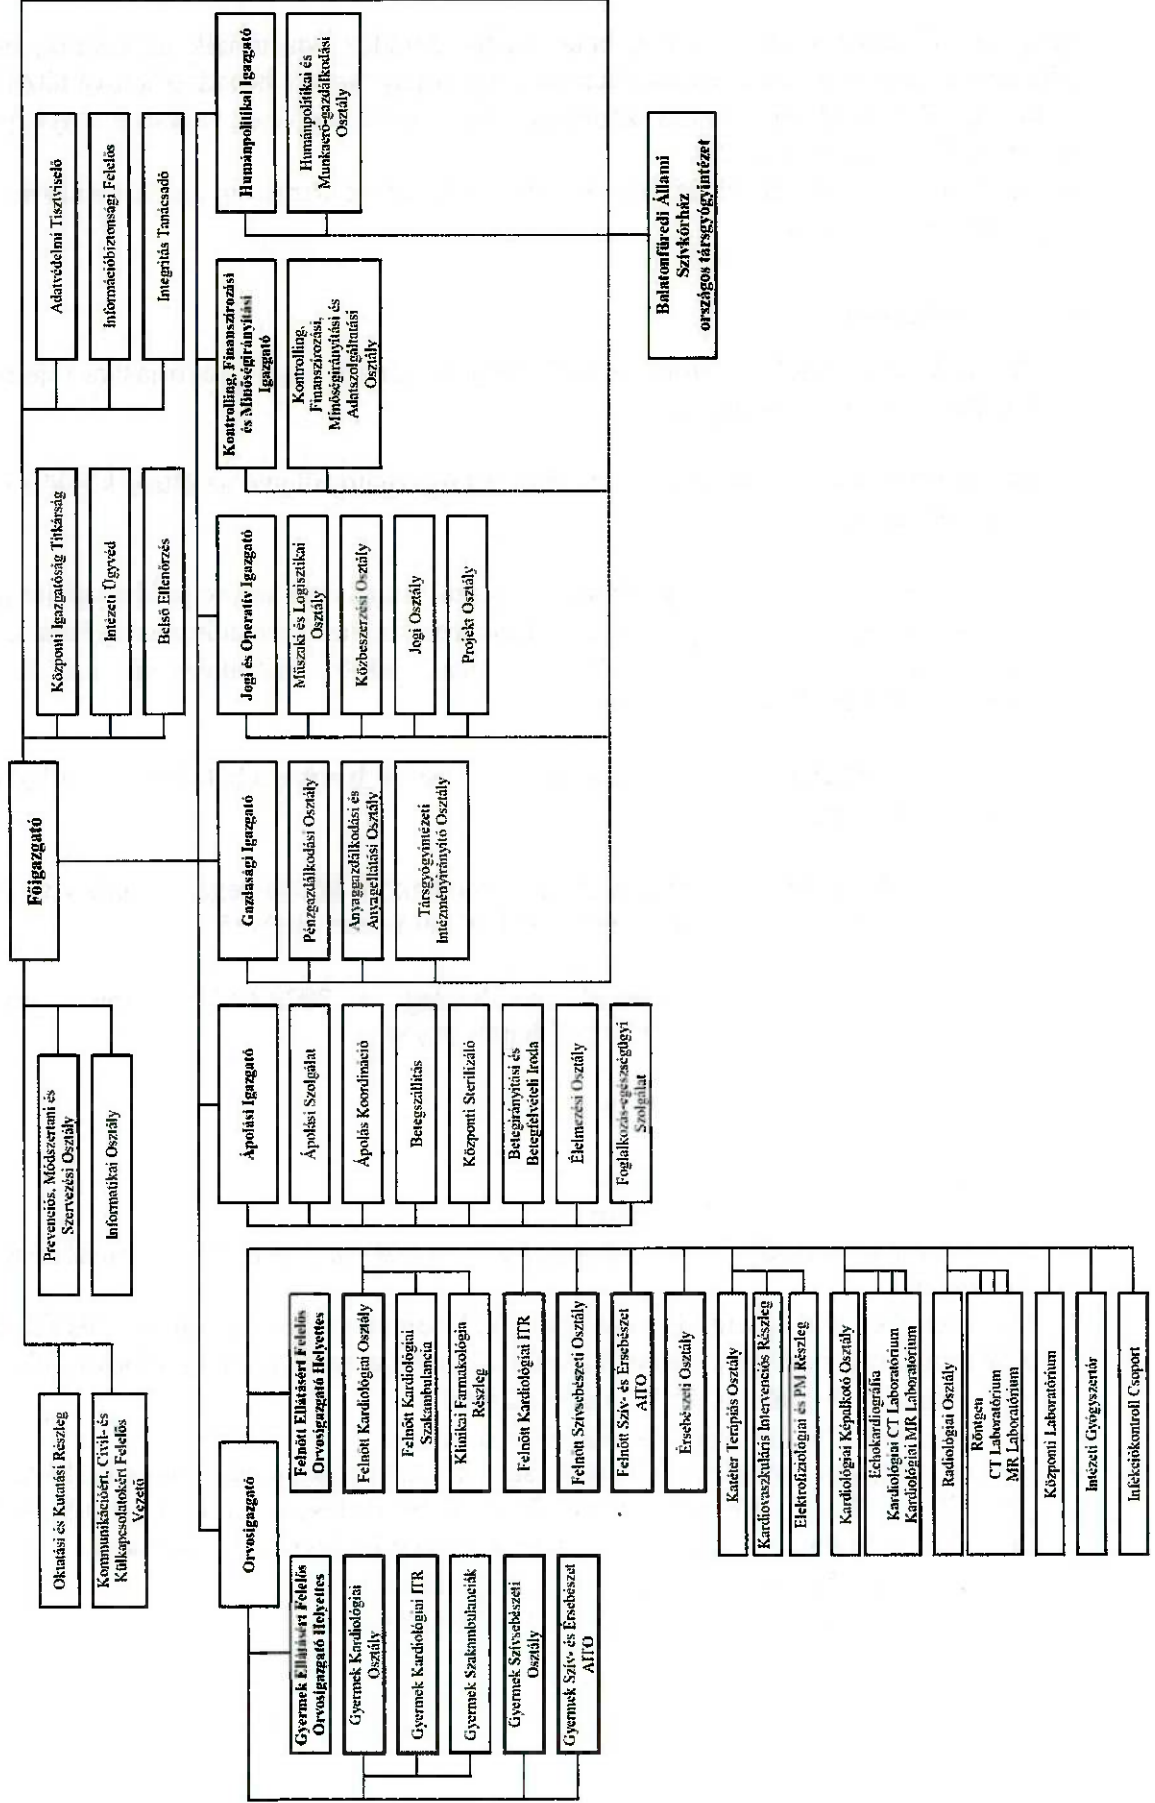 Főigazgató
Oktatási és Kutatási Részleg
Kommunikációért, Civil- és
Külkapcsolatokért Felelős
Vezető
Prevenciós, Módszertani és
Szervezési Osztály
Informatikai Osztály
Központi Igazgatóság Titkárság
Intézeti Ügyvéd
Belső Ellenőrzés
Adatvédelmi Tisztviselő
Információbiztonsági Felelős
Integritás Tanácsadó
Orvosigazgató
Gyermek Ellátásért Felelős
Orvosigazgató Helyettes
Gyermek Kardiológiai
Osztály
Gyermek Kardiológiai ITR
Gyermek Szakambulanciák
Gyermek Szívsebészeti
Osztály
Gyermek Szív- és Érsebészet
AITO
Felnőtt Ellátásért Felelős
Orvosigazgató Helyettes
Felnőtt Kardiológiai Osztály
Felnőtt Kardiológiai
Szakambulancia
Klinikai Farmakológia
Részleg
Felnőtt Kardiológiai ITR
Felnőtt Szívsebészeti Osztály
Felnőtt Szív- és Érsebészet
AITO
Érsebészeti Osztály
Katéter Terápiás Osztály
Kardiovaszkuláris Intervenciós Részleg
Elektrofiziológiai és PM Részleg
Kardiológiai Képalkotó Osztály
Echokardiográfia
Kardiológiai CT Laboratórium
Kardiológiai MR Laboratórium
Radiológiai Osztály
Röntgen
CT Laboratórium
MR Laboratórium
Központi Laboratórium
Intézeti Gyógyszertár
Infekciókontroll Csoport
Ápolási Igazgató
Ápolási Szolgálat
Ápolás Koordináció
Betegszállítás
Központi Sterilizáló
Betegirányítási és
Betegfelvételi Iroda
Élelmezési Osztály
Foglalkozás-egészségügyi
Szolgálat
Gazdasági Igazgató
Pénzgazdálkodási Osztály
Anyaggazdálkodási és
Anyagellátási Osztály
Társgyógyintézeti
Intézményirányító Osztály
Jogi és Operatív Igazgató
Műszaki és Logisztikai
Osztály
Közbeszerzési Osztály
Jogi Osztály
Projekt Osztály
Kontrolling, Finanszírozási
és Minőségirányítási
Igazgató
Kontrolling,
Finanszírozási,
Minőségirányítási és
Adatszolgáltatási
Osztály
Humánpolitikai Igazgató
Humánpolitikai és
Munkaerő-gazdálkodási
Osztály
Balatonfüredi Állami
Szívkórház
országos társgyógyintézet